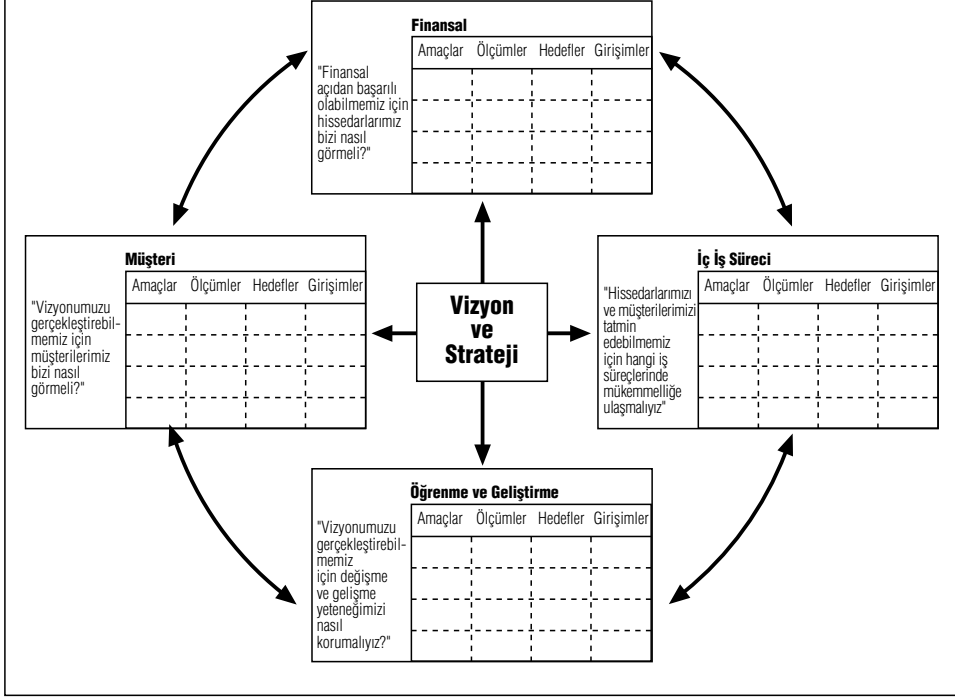 Finansal
Amaçlar Ölçümler Hedefler Girişimler
"Finansal
açıdan başarılı
olabilmemiz için
hissedarlarımız
bizi nasıl
görmeli?"
Müşteri
Amaçlar Ölçümler Hedefler Girişimler
"Vizyonumuzu
gerçekleştirebil-
memiz için
müşterilerimiz
bizi nasıl
görmeli?"
Vizyon
ve
Strateji
İç İş Süreci
Amaçlar Ölçümler Hedefler Girişimler
"Hissedarlarımızı
ve müşterilerimizi
tatmin
edebilmemiz
için hangi iş
süreçlerinde
mükemmelliğe
ulaşmalıyız"
Öğrenme ve Geliştirme
Amaçlar Ölçümler Hedefler Girişimler
"Vizyonumuzu
gerçekleştirebil-
memiz
için değişme
ve gelişme
yeteneğimizi
nasıl
korumalıyız?"